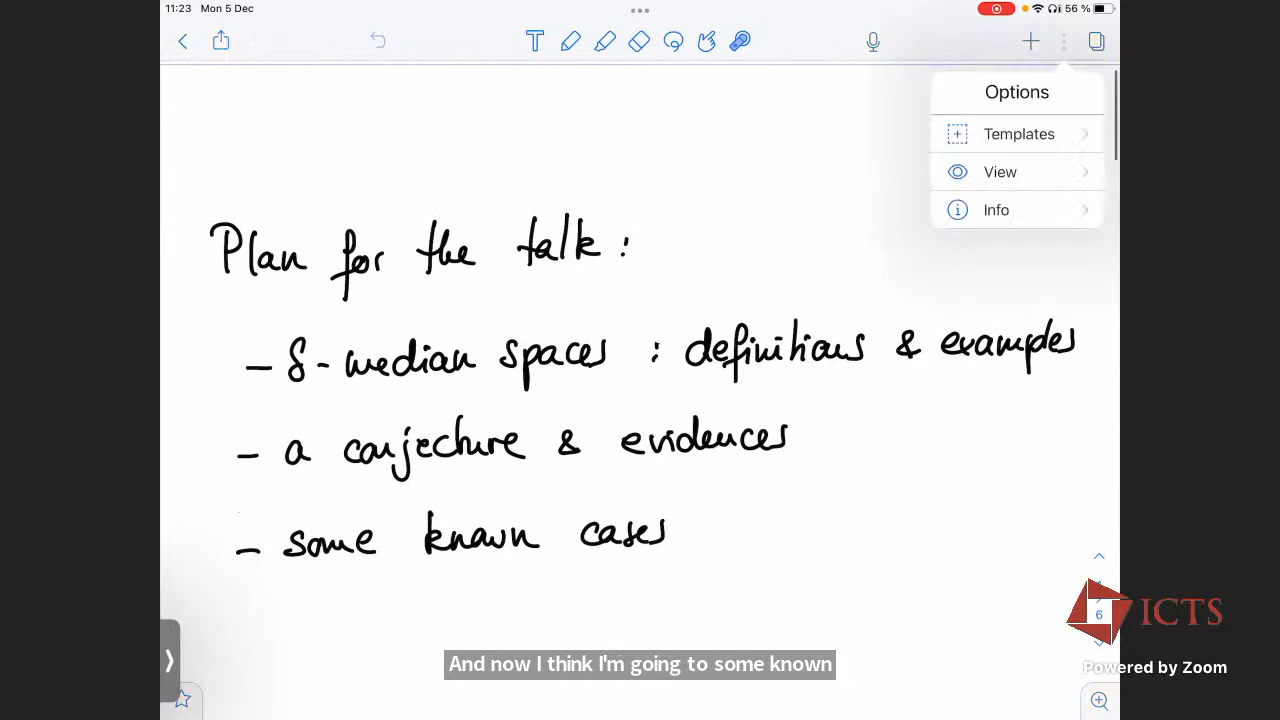 11:23 Mon 5 Dec
56 %
Options
Templates
View
Info
Plan for the talk :
- δ-median spaces : definitions & examples
- a conjecture & evidences
- some known cases
6
ICTS
And now I think I'm going to some known
Powered by Zoom